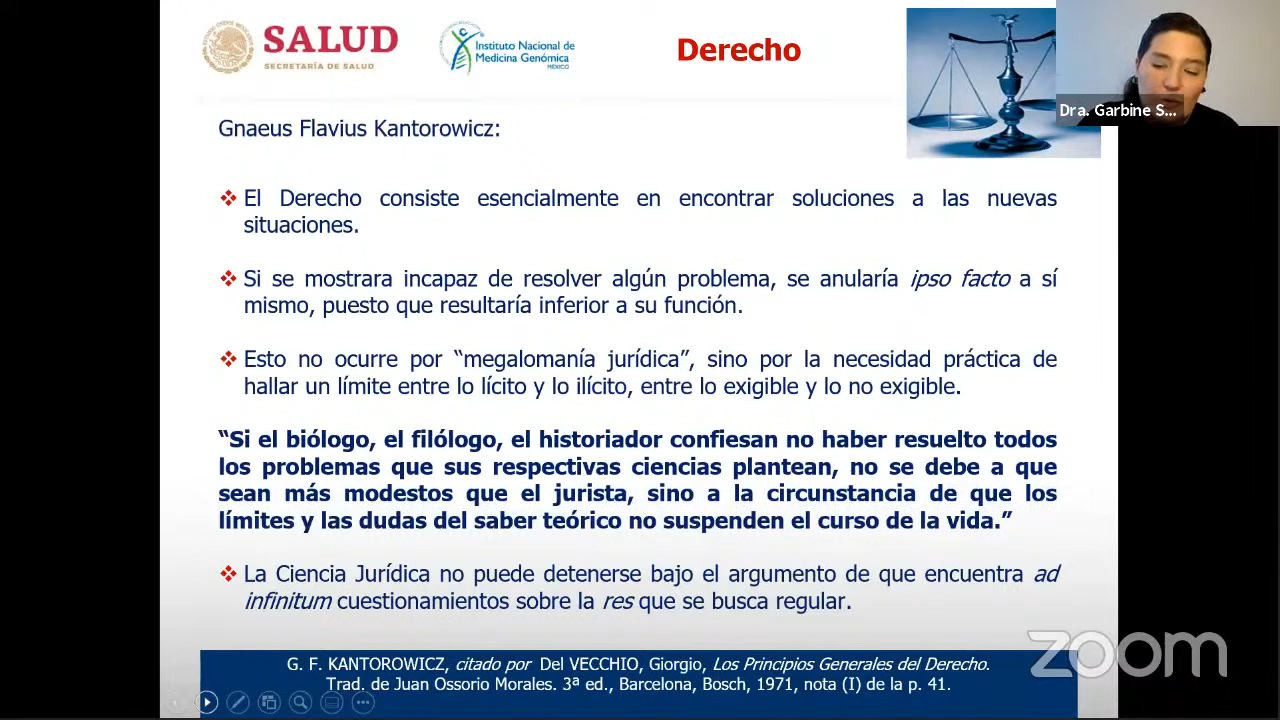 SALUD
SECRETARÍA DE SALUD
Instituto Nacional de
Medicina Genómica
MÉXICO
Derecho
Dra. Garbine S...
Gnaeus Flavius Kantorowicz:
El Derecho consiste esencialmente en encontrar soluciones a las nuevas
situaciones.
Si se mostrara incapaz de resolver algún problema, se anularía ipso facto a sí
mismo, puesto que resultaría inferior a su función.
Esto no ocurre por “megalomanía jurídica”, sino por la necesidad práctica de
hallar un límite entre lo lícito y lo ilícito, entre lo exigible y lo no exigible.
“Si el biólogo, el filólogo, el historiador confiesan no haber resuelto todos
los problemas que sus respectivas ciencias plantean, no se debe a que
sean más modestos que el jurista, sino a la circunstancia de que los
límites y las dudas del saber teórico no suspenden el curso de la vida.”
La Ciencia Jurídica no puede detenerse bajo el argumento de que encuentra ad
infinitum cuestionamientos sobre la res que se busca regular.
zoom
G. F. KANTOROWICZ, citado por Del VECCHIO, Giorgio, Los Principios Generales del Derecho.
Trad. de Juan Ossorio Morales. 3ª ed., Barcelona, Bosch, 1971, nota (I) de la p. 41.